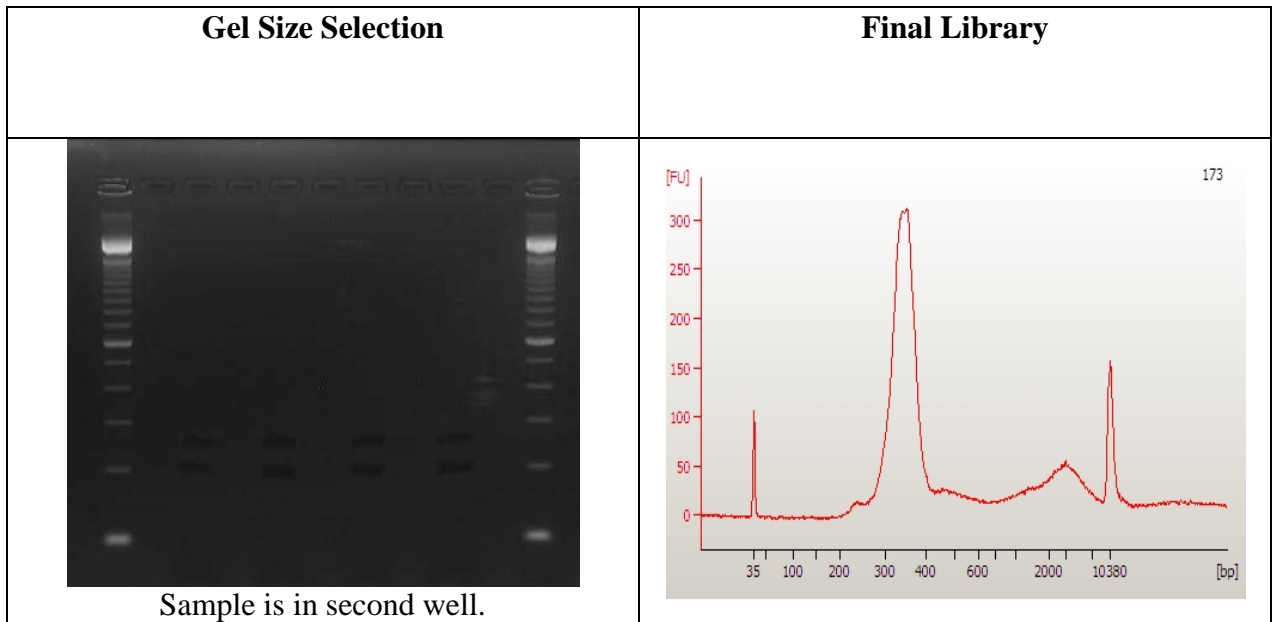 Gel Size Selection
Final Library
Sample is in second well.
[FU]
173
300
250
200
150
100
50
0
35 100 200 300 400 600 2000 10380 [bp]